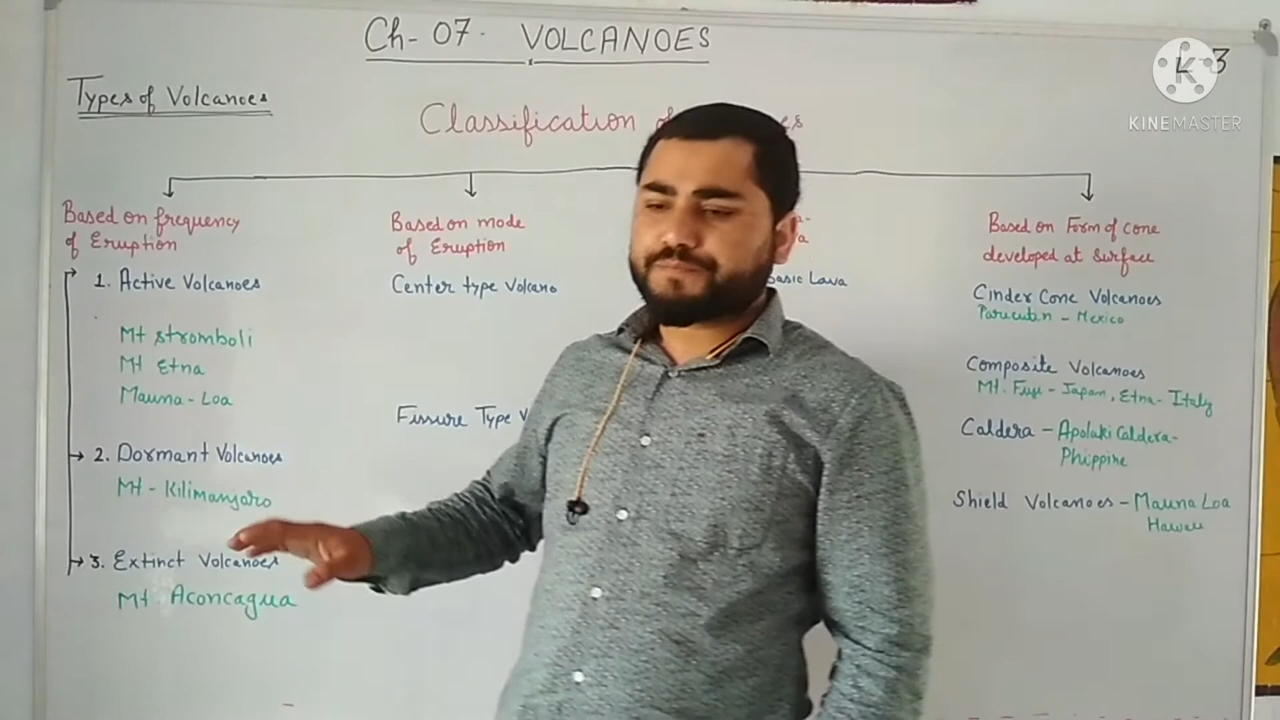 Ch- 07. VOLCANOES
L-3
KINEMASTER
Types of Volcanoes
Classification of
Based on frequency
of Eruption
1. Active Volcanoes
Mt Stromboli
Mt Etna
Mauna-Loa
2. Dormant Volcanoes
Mt-Kilimanjaro
3. Extinct Volcanoes
Mt Aconcagua
Based on mode
of Eruption
Center type Volcano
Fissure Type V
Basic Lava
Based on Form of cone
developed at surface
Cinder Cone Volcanoes
Paricutan - Mexico
Composite Volcanoes
Mt. Fuji - Japan, Etna- Italy
Caldera - Apolaki Caldera-
Phippine
Shield Volcanoes - Mauna Loa
Hawaii